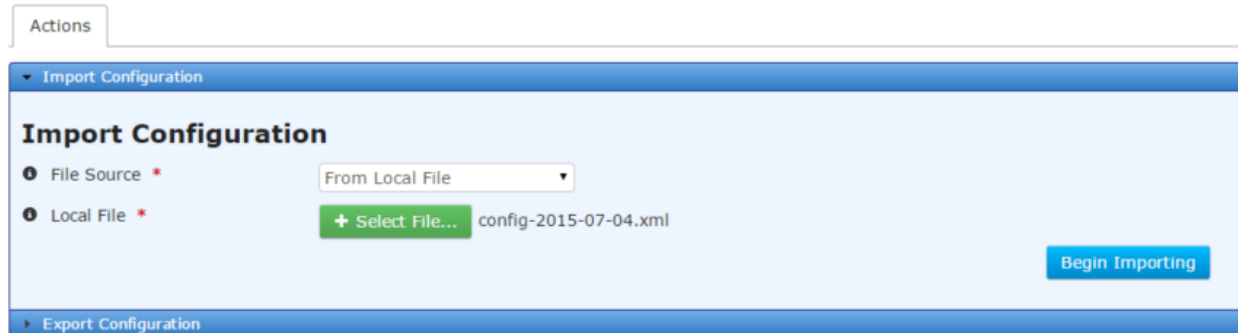 Actions
Import Configuration
Import Configuration
File Source *
From Local File
Local File *
+ Select File... config-2015-07-04.xml
Begin Importing
Export Configuration